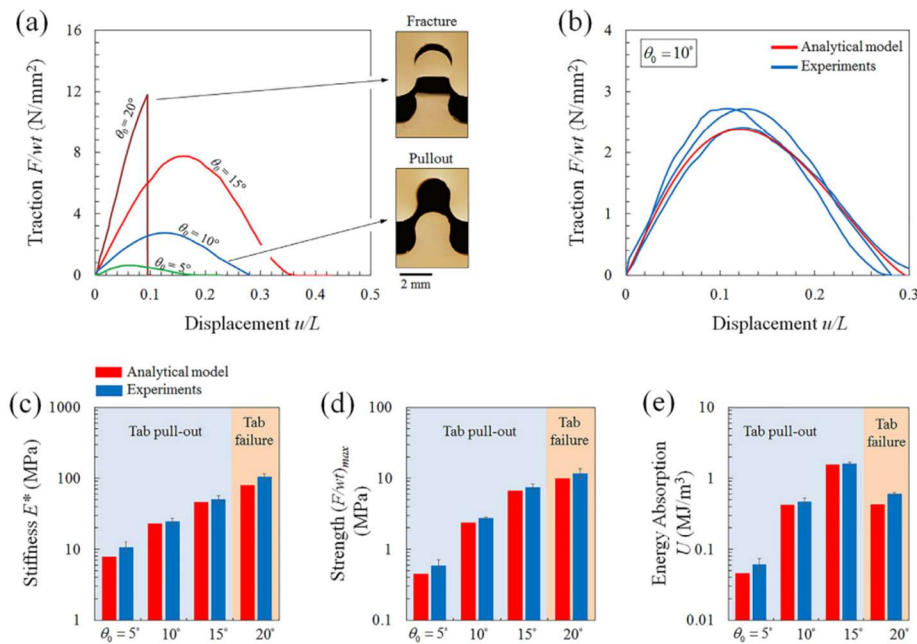 (a)
16
12
8
4
0
Traction F/wt (N/mm²)
θ₀ = 20°
θ₀ = 15°
θ₀ = 10°
θ₀ = 5°
0 0.1 0.2 0.3 0.4 0.5
Displacement u/L
Fracture
Pullout
2 mm
(b)
θ₀ = 10°
Analytical model
Experiments
4
3
2
1
0
Traction F/wt (N/mm²)
0 0.1 0.2 0.3
Displacement u/L
Analytical model
Experiments
(c)
1000
100
10
1
Stiffness E* (MPa)
Tab pull-out
Tab
failure
θ₀ = 5° 10° 15° 20°
(d)
100
10
1
0.1
Strength (F/wt)max
(MPa)
Tab pull-out
Tab
failure
θ₀ = 5° 10° 15° 20°
(e)
10
1
0.1
0.01
Energy Absorption
U (MJ/m³)
Tab pull-out
Tab
failure
θ₀ = 5° 10° 15° 20°